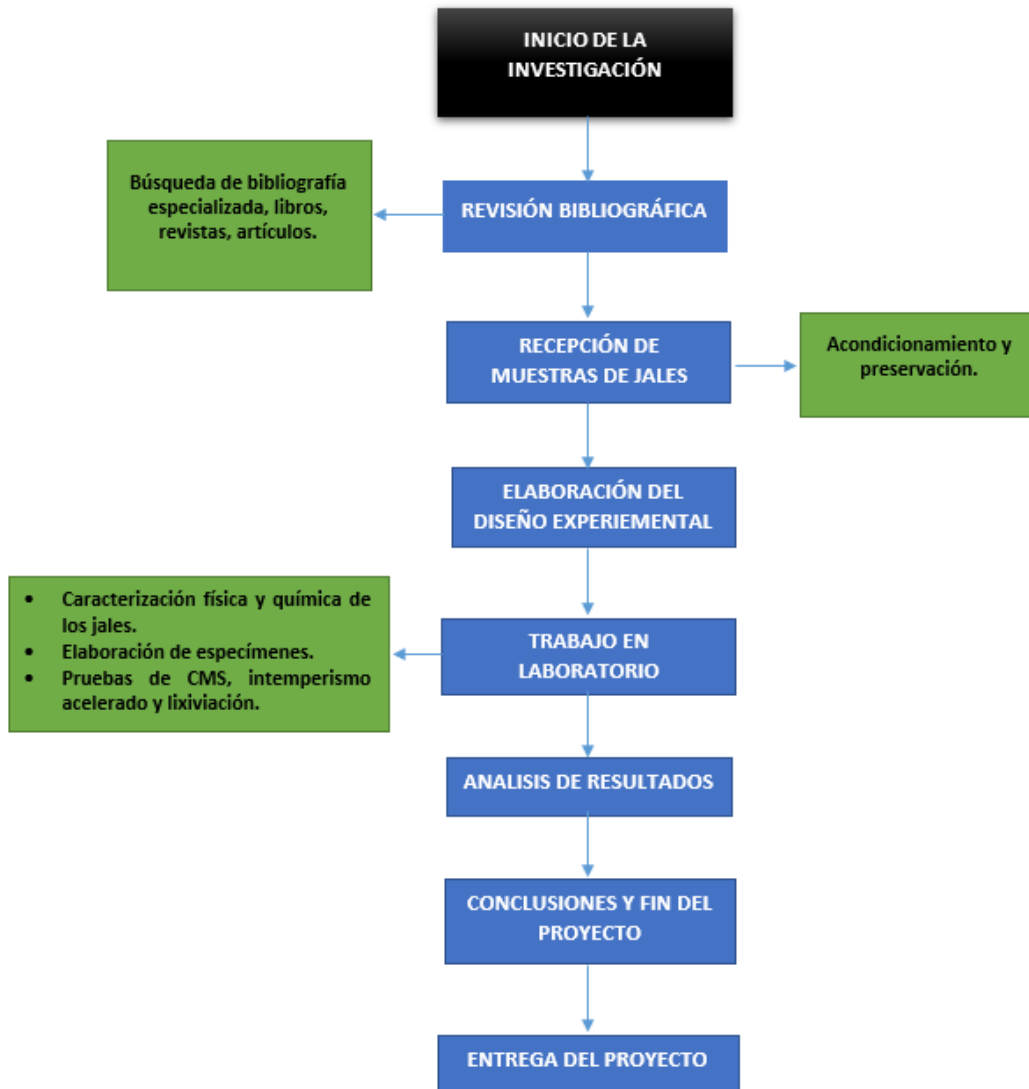 INICIO DE LA
INVESTIGACIÓN
Búsqueda de bibliografía
especializada, libros,
revistas, artículos.
REVISIÓN BIBLIOGRÁFICA
RECEPCIÓN DE
MUESTRAS DE JALES
Acondicionamiento y
preservación.
ELABORACIÓN DEL
DISEÑO EXPERIEMENTAL
• Caracterización física y química de
los jales.
• Elaboración de especímenes.
• Pruebas de CMS, intemperismo
acelerado y lixiviación.
TRABAJO EN
LABORATORIO
ANALISIS DE RESULTADOS
CONCLUSIONES Y FIN DEL
PROYECTO
ENTREGA DEL PROYECTO